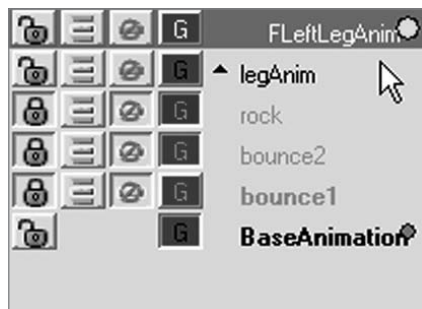 G FLeftLegAnim
G legAnim
G rock
G bounce2
G bounce1
G BaseAnimation